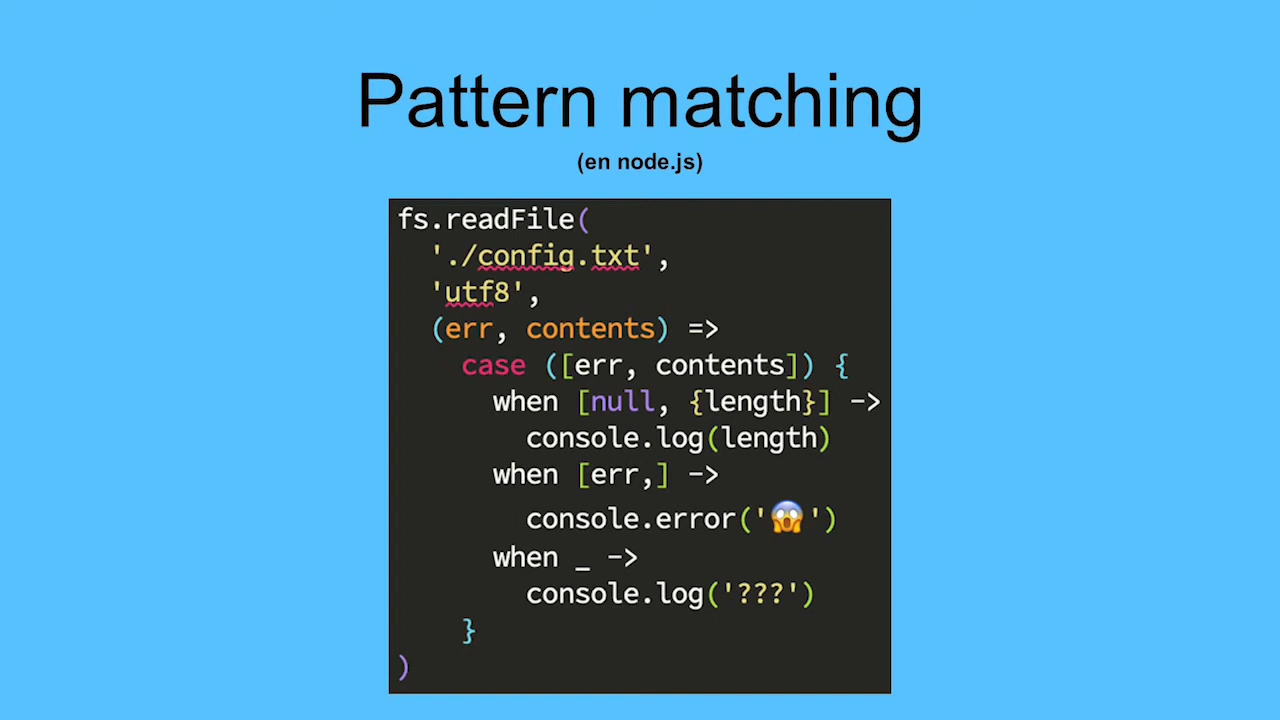 Pattern matching
(en node.js)
fs.readFile(
'./config.txt',
'utf8',
(err, contents) =>
case ([err, contents]) {
when [null, {length}] ->
console.log(length)
when [err,] ->
console.error('😱')
when _ ->
console.log('???')
}
)